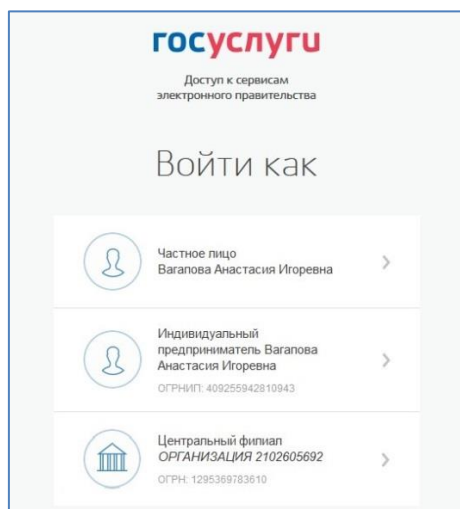 госуслуги
Доступ к сервисам
электронного правительства
Войти как
Частное лицо
Вагапова Анастасия Игоревна
Индивидуальный
предприниматель Вагапова
Анастасия Игоревна
ОГРНИП: 409255942810943
Центральный филиал
ОРГАНИЗАЦИЯ 2102605692
ОГРН: 1295369783610